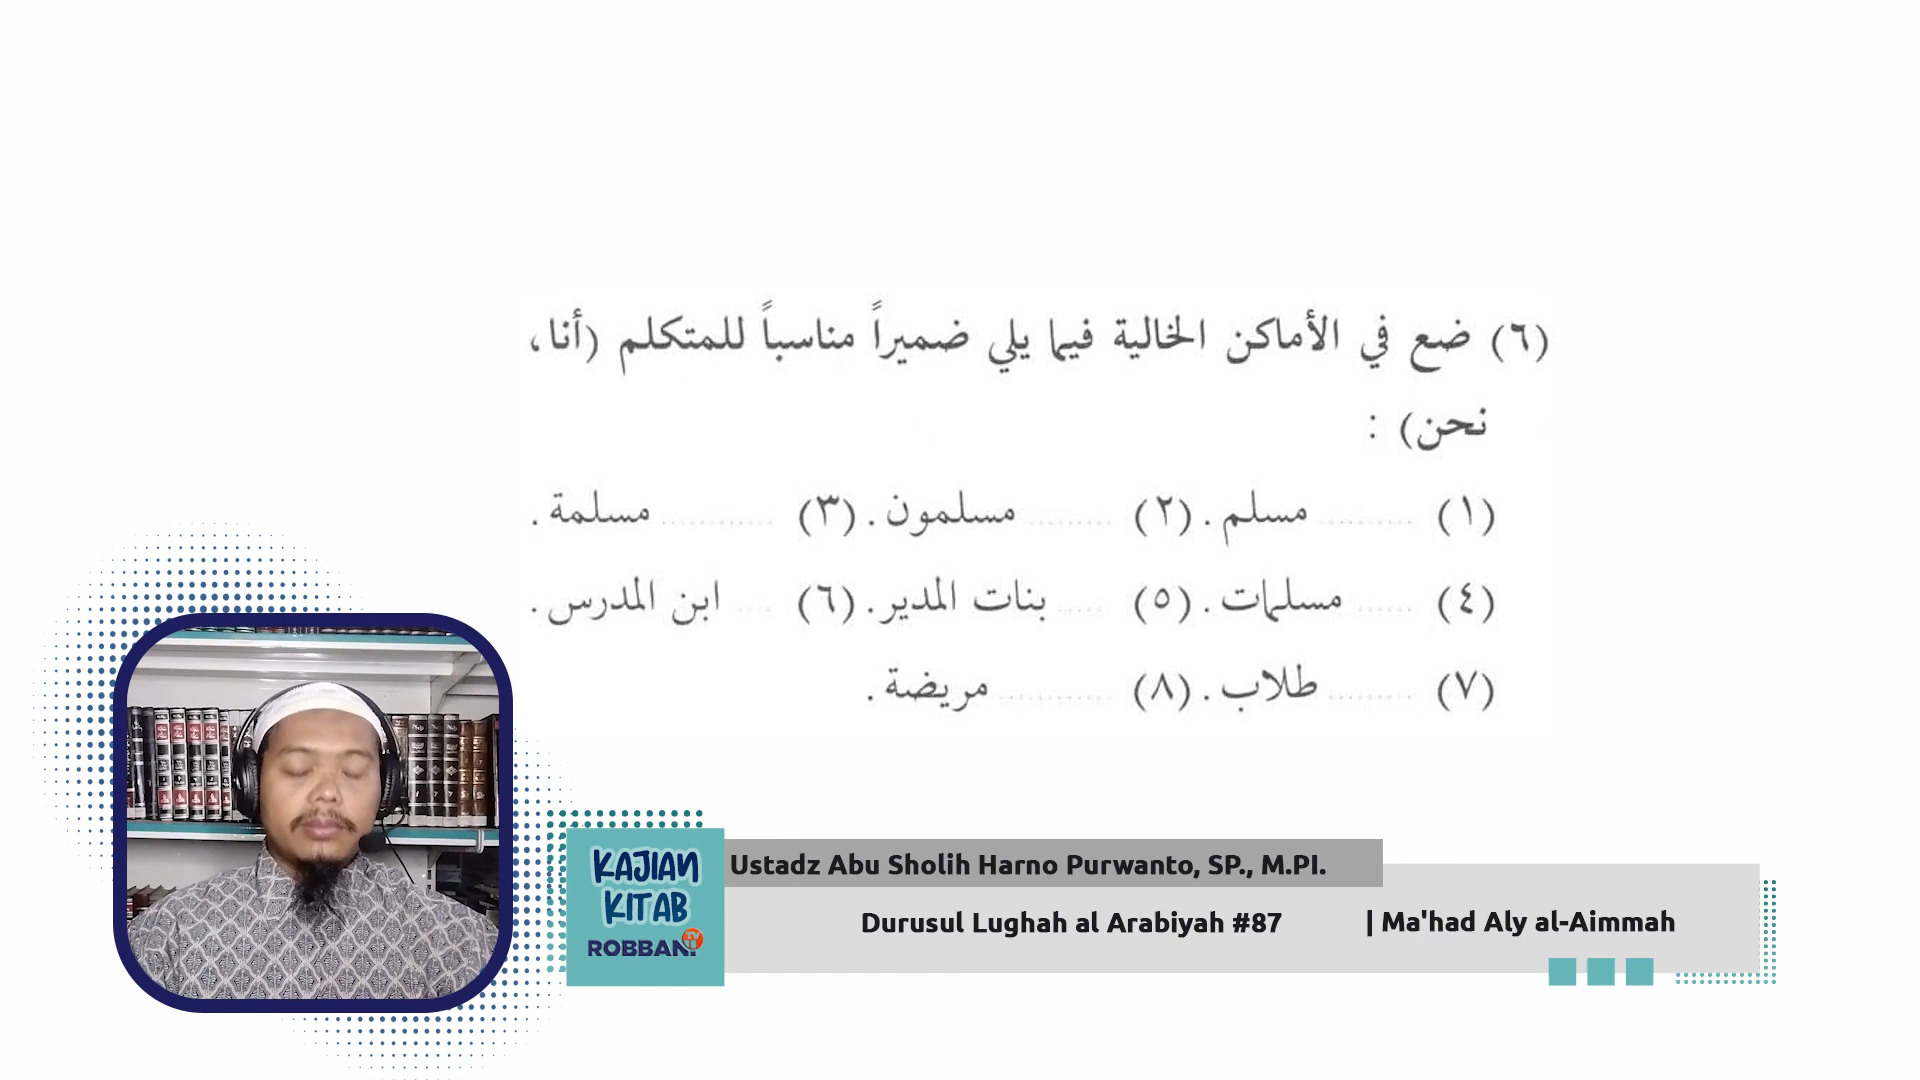 (٦) ضع في الأماكن الخالية فيما يلي ضميراً مناسباً للمتكلم (أنا،
نحن) :
(١) .......... مسلم . (٢) ......... مسلمون . (٣) ............ مسلمة .
(٤) ...... مسلمات . (٥) ..... بنات المدير . (٦) .... ابن المدرس .
(٧) ......... طلاب . (٨) ............ مريضة .
KAJIAN
KITAB
ROBBANI TV
Ustadz Abu Sholih Harno Purwanto, SP., M.PI.
Durusul Lughah al Arabiyah #87 | Ma'had Aly al-Aimmah